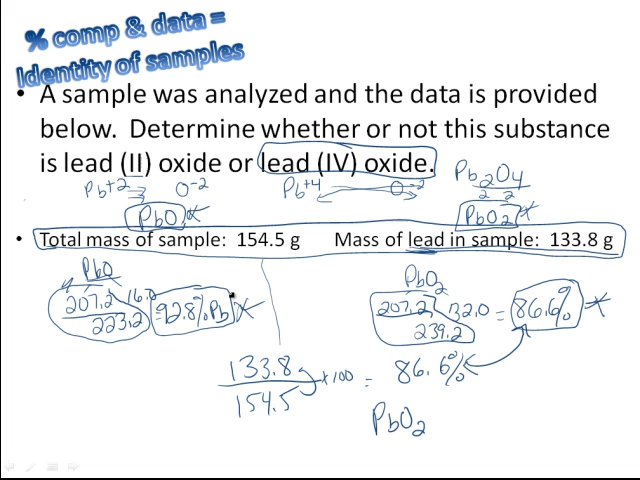 % comp & data =
Identity of samples
• A sample was analyzed and the data is provided
below. Determine whether or not this substance
is lead (II) oxide or lead (IV) oxide.
Pb+2 O-2 Pb+4 O-2 Pb2O4
2 2
PbO PbO2
• Total mass of sample: 154.5 g Mass of lead in sample: 133.8 g
PbO PbO2
207.2 16.0 = 92.8% Pb 207.2 32.0 = 86.6%
223.2 239.2
133.8 x100 = 86.6%
154.5
PbO2